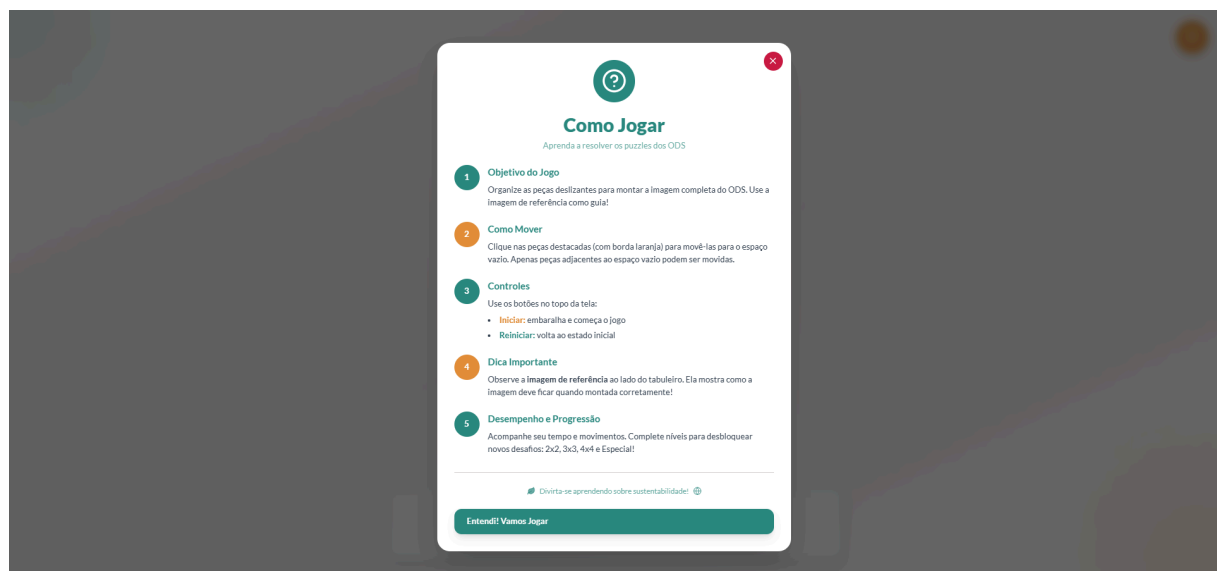 Como Jogar
Aprenda a resolver os puzzles dos ODS
1
Objetivo do Jogo
Organize as peças deslizantes para montar a imagem completa do ODS. Use a
imagem de referência como guia!
2
Como Mover
Clique nas peças destacadas (com borda laranja) para movê-las para o espaço
vazio. Apenas peças adjacentes ao espaço vazio podem ser movidas.
3
Controles
Use os botões no topo da tela:
• Iniciar: embaralha e começa o jogo
• Reiniciar: volta ao estado inicial
4
Dica Importante
Observe a imagem de referência ao lado do tabuleiro. Ela mostra como a
imagem deve ficar quando montada corretamente!
5
Desempenho e Progressão
Acompanhe seu tempo e movimentos. Complete níveis para desbloquear
novos desafios: 2x2, 3x3, 4x4 e Especial!
Divirta-se aprendendo sobre sustentabilidade!
Entendi! Vamos Jogar